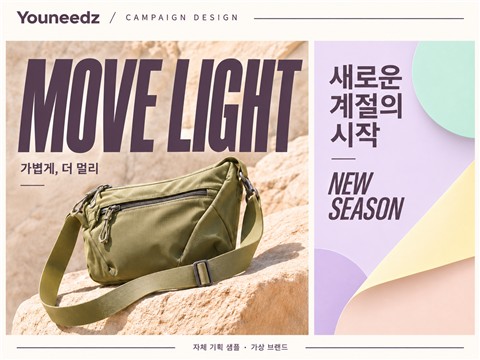 Youneedz / CAMPAIGN DESIGN
MOVE LIGHT
가볍게, 더 멀리
새로운
계절의
시작
NEW
SEASON
자체 기획 샘플 · 가상 브랜드